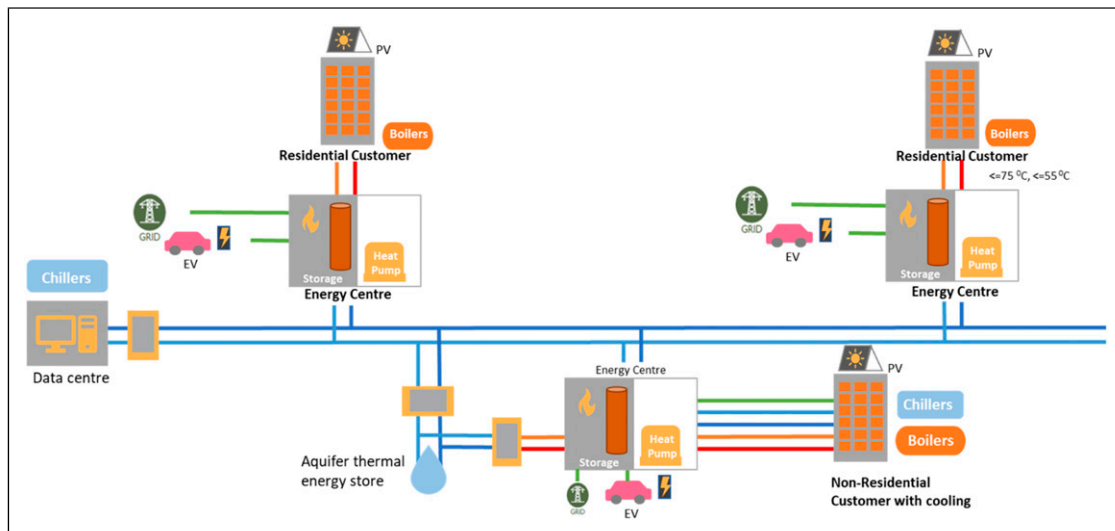 PV
Boilers
Residential Customer
GRID
EV
Storage
Heat
Pump
Energy Centre
PV
Boilers
Residential Customer
<=75 ⁰C, <=55⁰C
GRID
EV
Storage
Heat
Pump
Energy Centre
Chillers
Data centre
Energy Centre
Storage
Heat
Pump
GRID
EV
Aquifer thermal
energy store
PV
Chillers
Boilers
Non-Residential
Customer with cooling